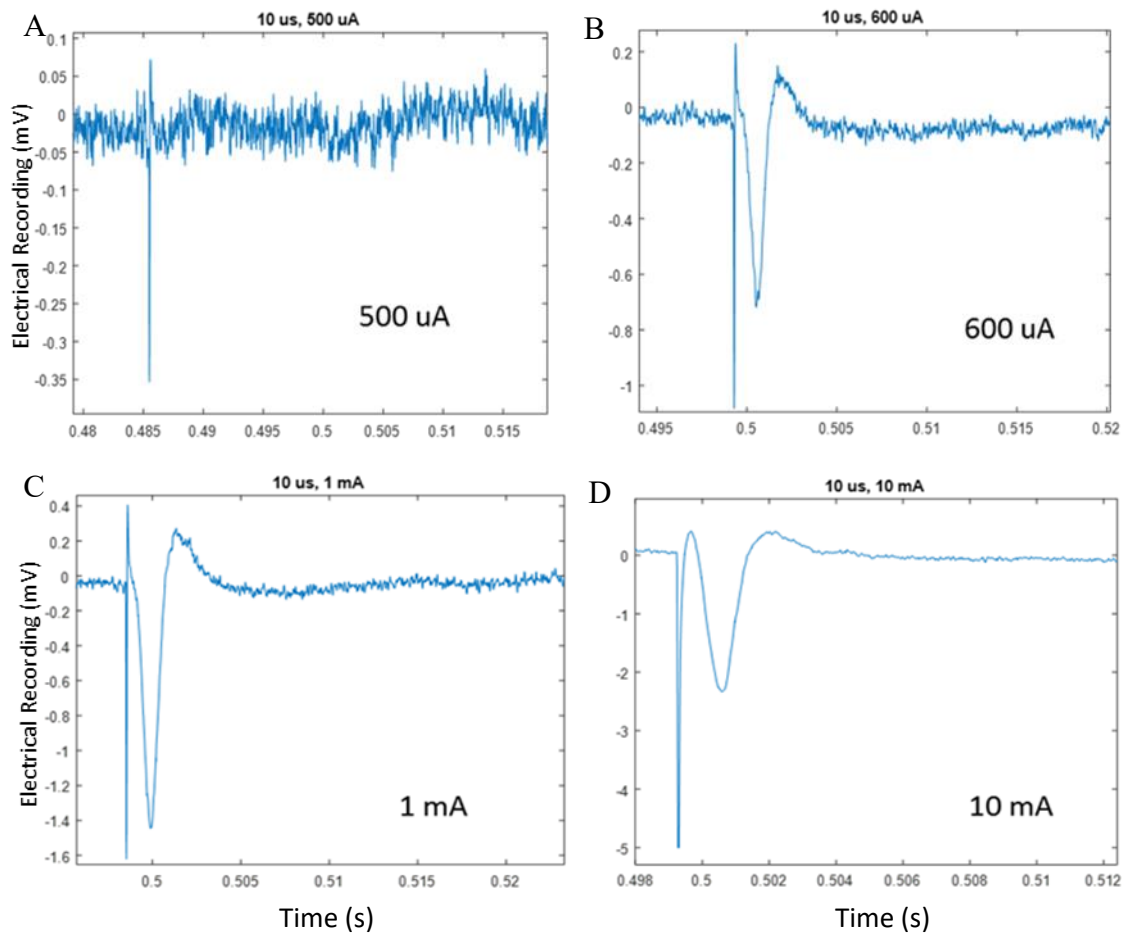 A
10 us, 500 uA
0.1
0.05
0
-0.05
-0.1
-0.15
-0.2
-0.25
-0.3
-0.35
0.48 0.485 0.49 0.495 0.5 0.505 0.51 0.515
Electrical Recording (mV)
500 uA
B
10 us, 600 uA
0.2
0
-0.2
-0.4
-0.6
-0.8
-1
0.495 0.5 0.505 0.51 0.515 0.52
600 uA
C
10 us, 1 mA
0.4
0.2
0
-0.2
-0.4
-0.6
-0.8
-1
-1.2
-1.4
-1.6
0.5 0.505 0.51 0.515 0.52
Electrical Recording (mV)
1 mA
Time (s)
D
10 us, 10 mA
0
-1
-2
-3
-4
-5
0.498 0.5 0.502 0.504 0.506 0.508 0.51 0.512
10 mA
Time (s)